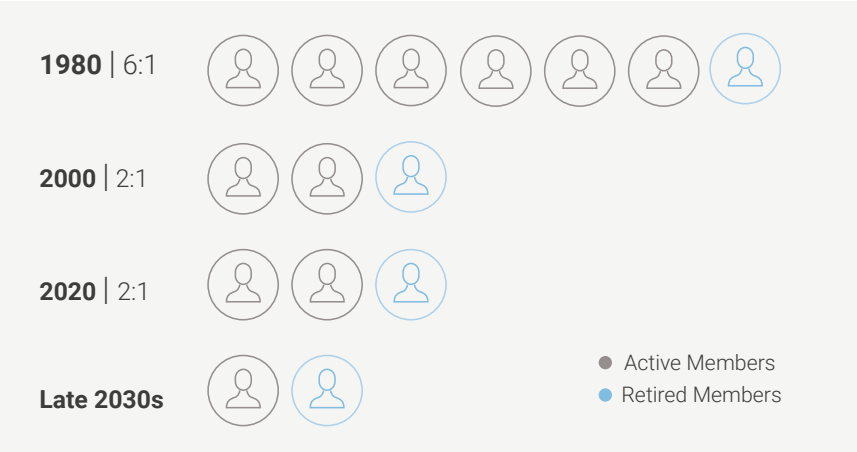 1980 | 6:1
2000 | 2:1
2020 | 2:1
Late 2030s
Active Members
Retired Members